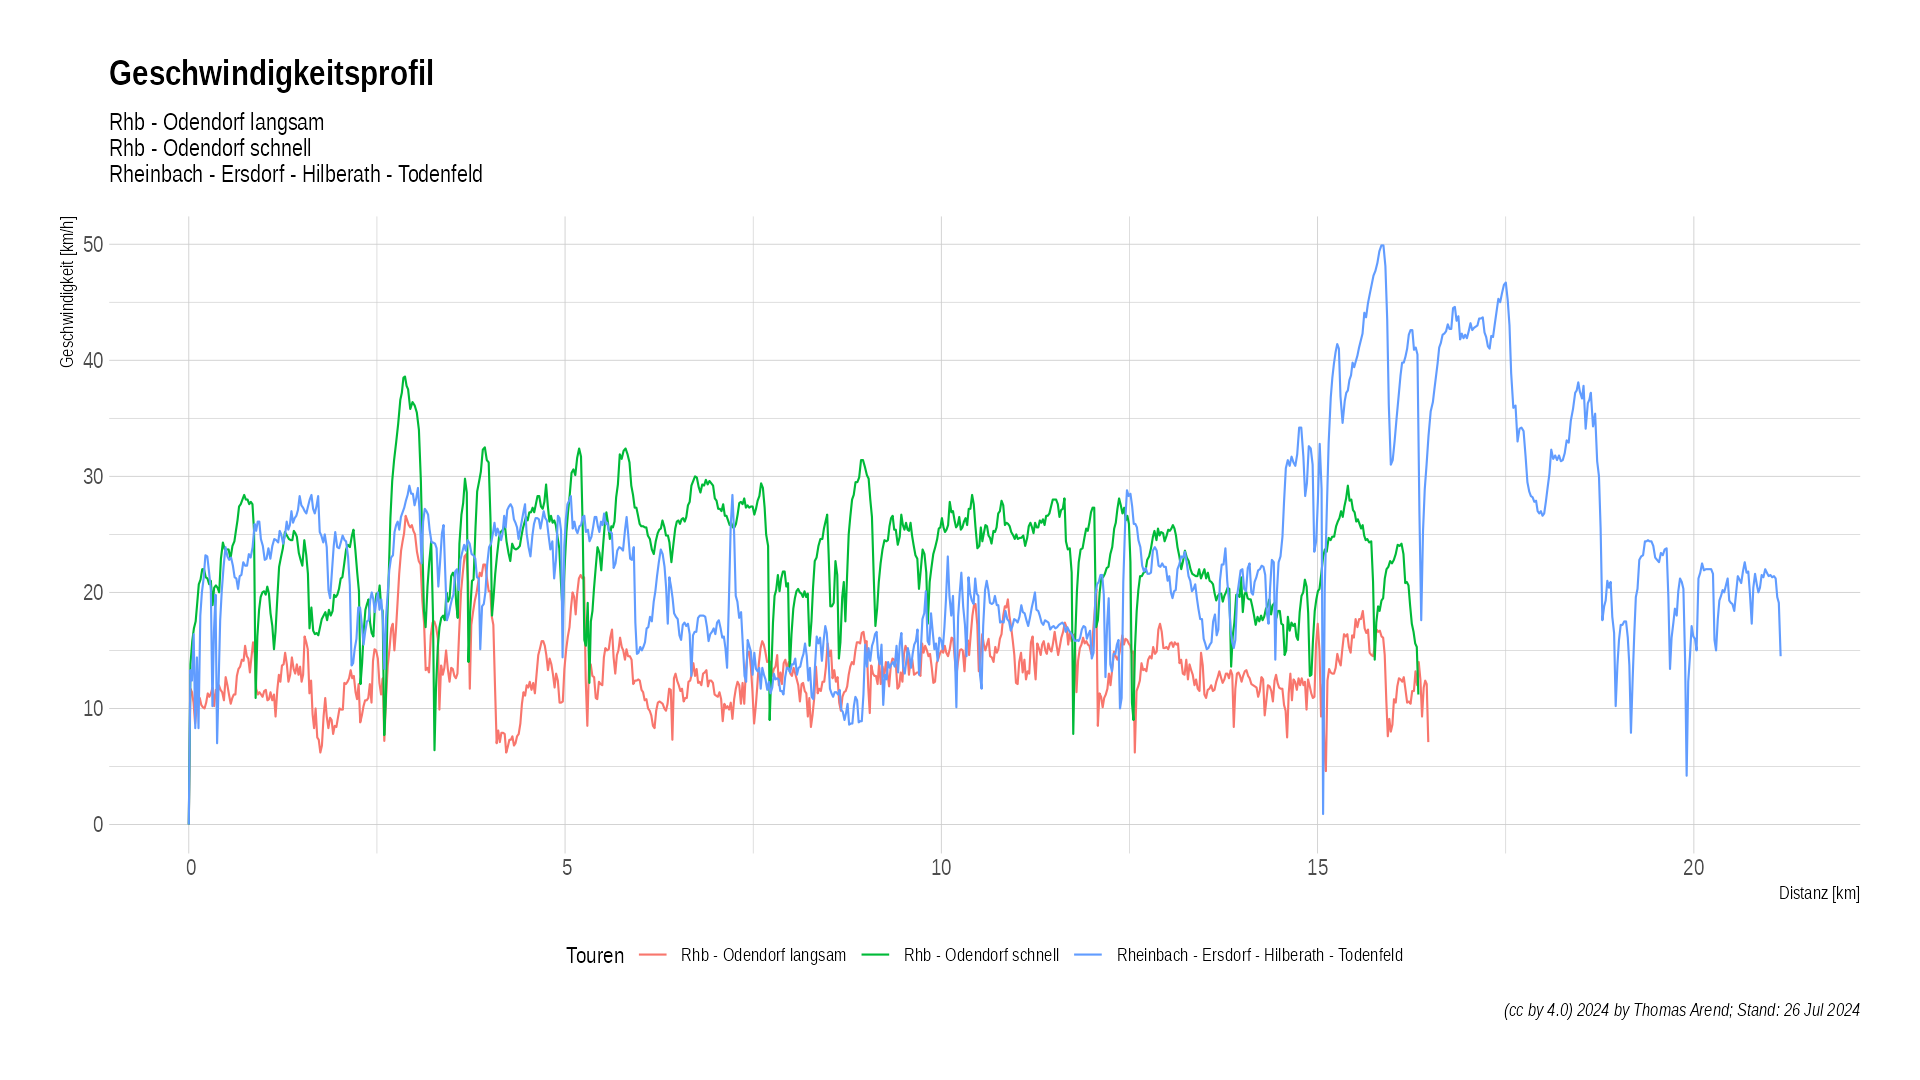 Geschwindigkeitsprofil
Rhb - Odendorf langsam
Rhb - Odendorf schnell
Rheinbach - Ersdorf - Hilberath - Todenfeld
Geschwindigkeit [km/h]
50
40
30
20
10
0
0 5 10 15 20
Distanz [km]
Touren Rhb - Odendorf langsam Rhb - Odendorf schnell Rheinbach - Ersdorf - Hilberath - Todenfeld
(cc by 4.0) 2024 by Thomas Arend; Stand: 26 Jul 2024